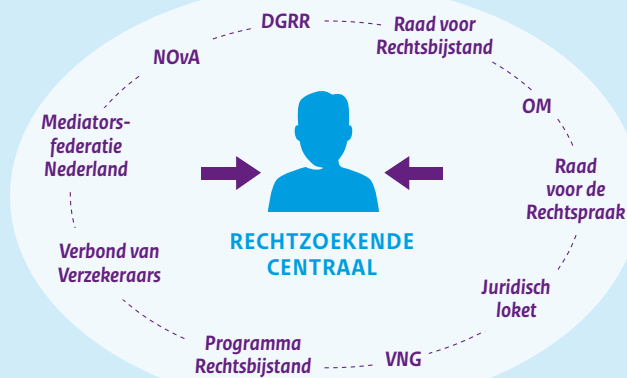 DGRR
Raad voor
Rechtsbijstand
OM
Raad
voor de
Rechtspraak
Juridisch
loket
VNG
Programma
Rechtsbijstand
Verbond van
Verzekeraars
Mediators-
federatie
Nederland
NOvA
RECHTZOEKENDE
CENTRAAL